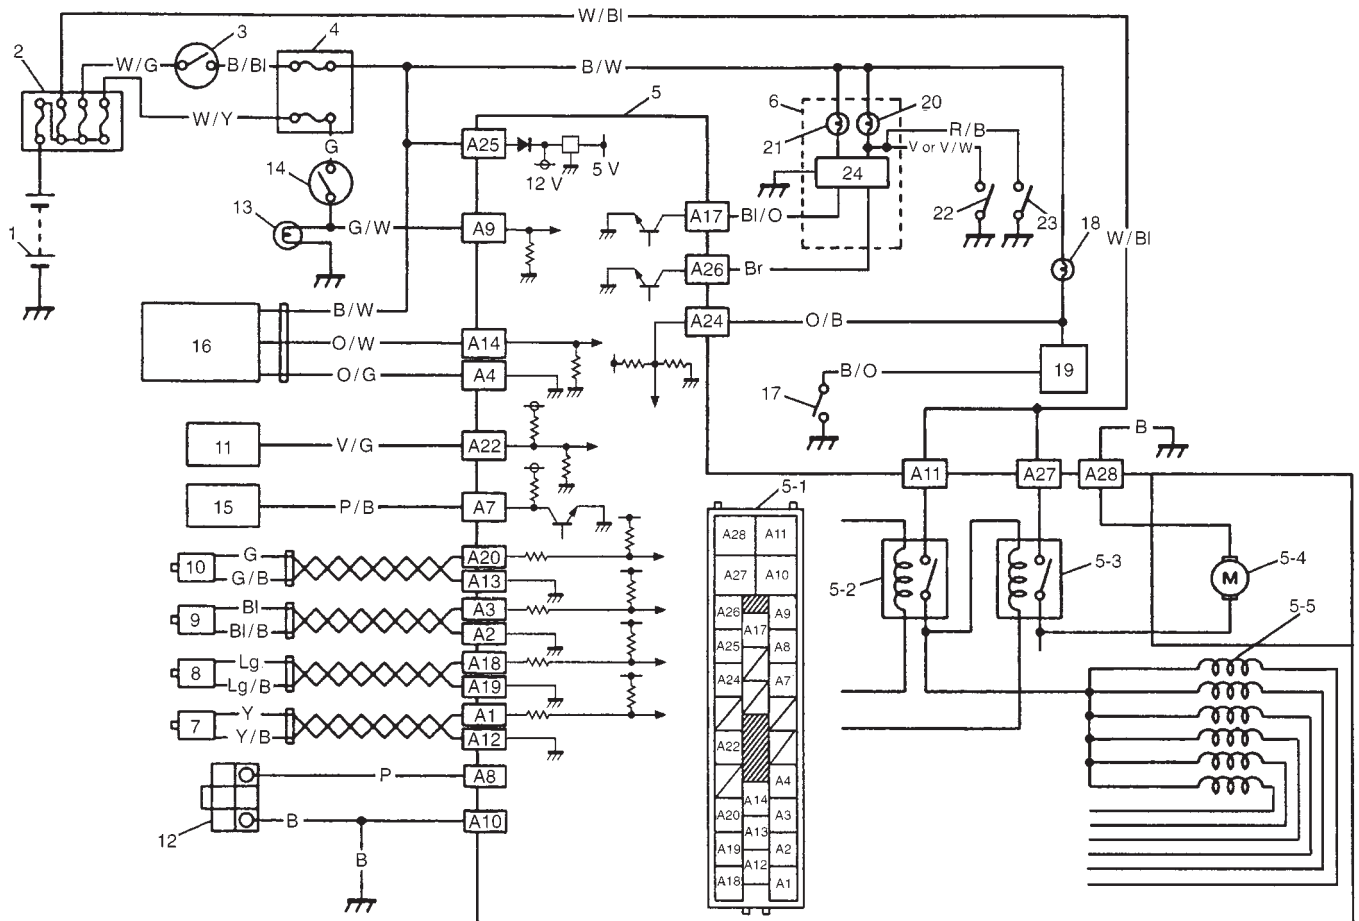 W/Bl
3
4
2
W/G
B/Bl
B/W
5
6
20
W/Y
21
R/B
G
A25
V or V/W
12 V
5 V
24
14
13
G/W
A9
A17
Bl/O
22
23
18
W/Bl
1
A26
Br
B/W
16
O/W
A14
A24
O/B
O/G
A4
B/O
19
17
11
V/G
A22
B
A11
A27
A28
15
P/B
A7
5-1
10
G
G/B
A20
A13
5-2
5-3
M
5-4
9
Bl
Bl/B
A3
A2
5-5
8
Lg
Lg/B
A18
A19
7
Y
Y/B
A1
A12
P
A8
12
B
A10
B
A28
A11
A27
A10
A26
A9
A17
A25
A8
A24
A7
A22
A4
A14
A20
A3
A13
A19
A2
A12
A18
A1